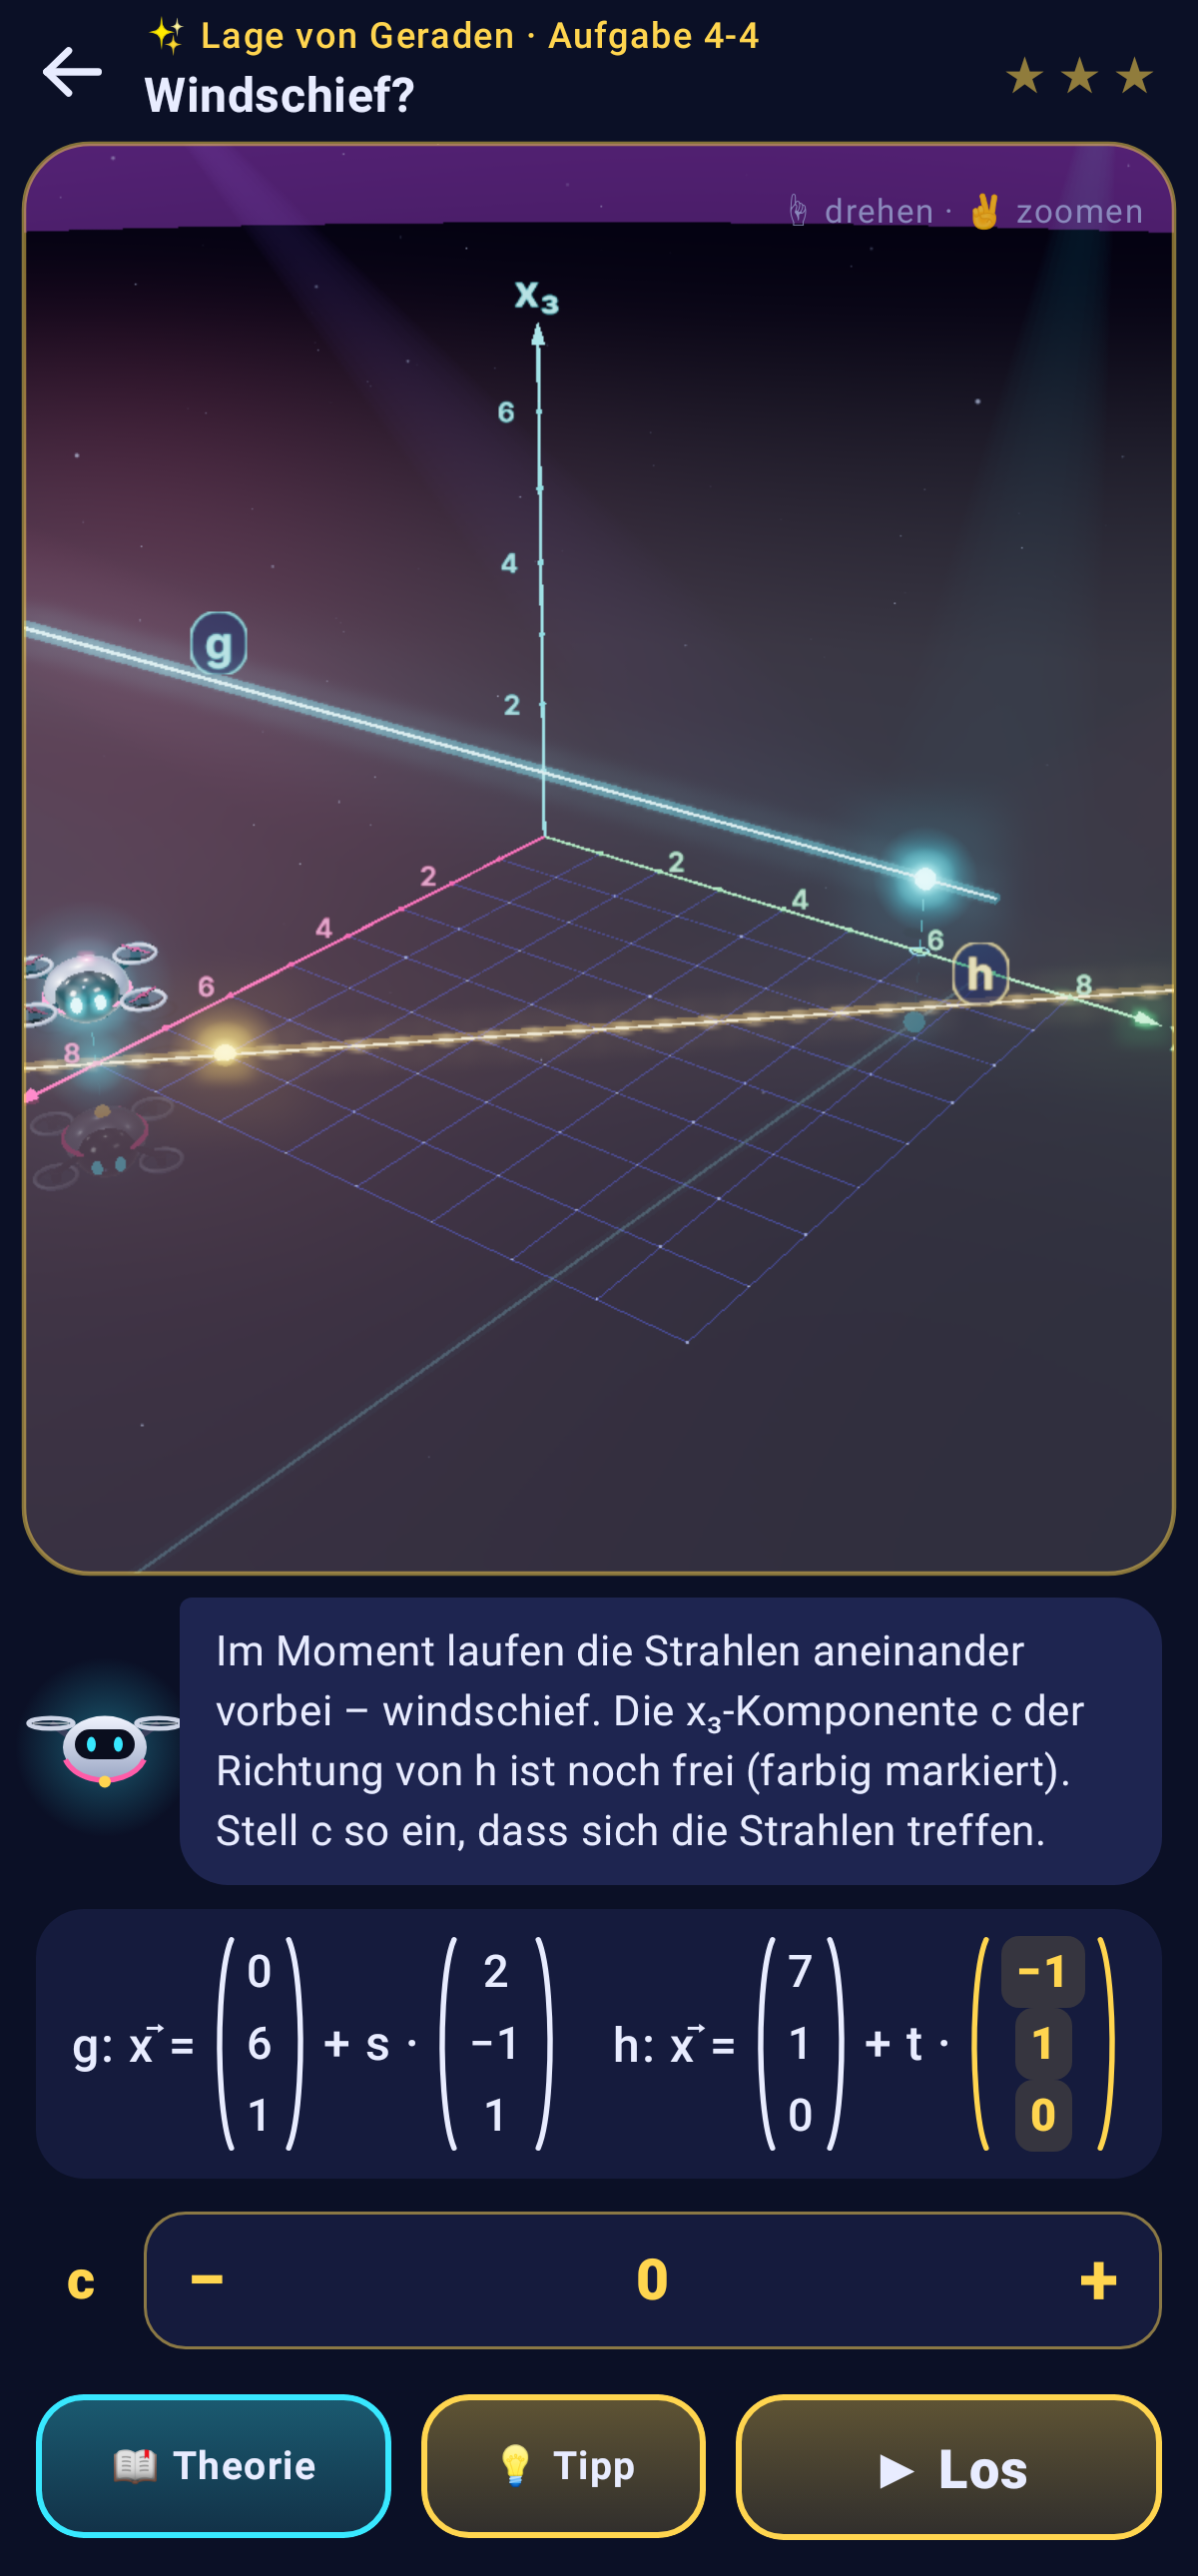 ✨ Lage von Geraden · Aufgabe 4-4
Windschief?
★ ★ ★
☝ drehen · ✌ zoomen
x₃
6
4
2
g
2
4
6
8
2
4
6
8
h
Im Moment laufen die Strahlen aneinander
vorbei – windschief. Die x₃-Komponente c der
Richtung von h ist noch frei (farbig markiert).
Stell c so ein, dass sich die Strahlen treffen.
g: x⃗ = (0 6 1) + s · (2 −1 1) h: x⃗ = (7 1 0) + t · (−1 1 0)
c − 0 +
📖 Theorie
💡 Tipp
▶ Los